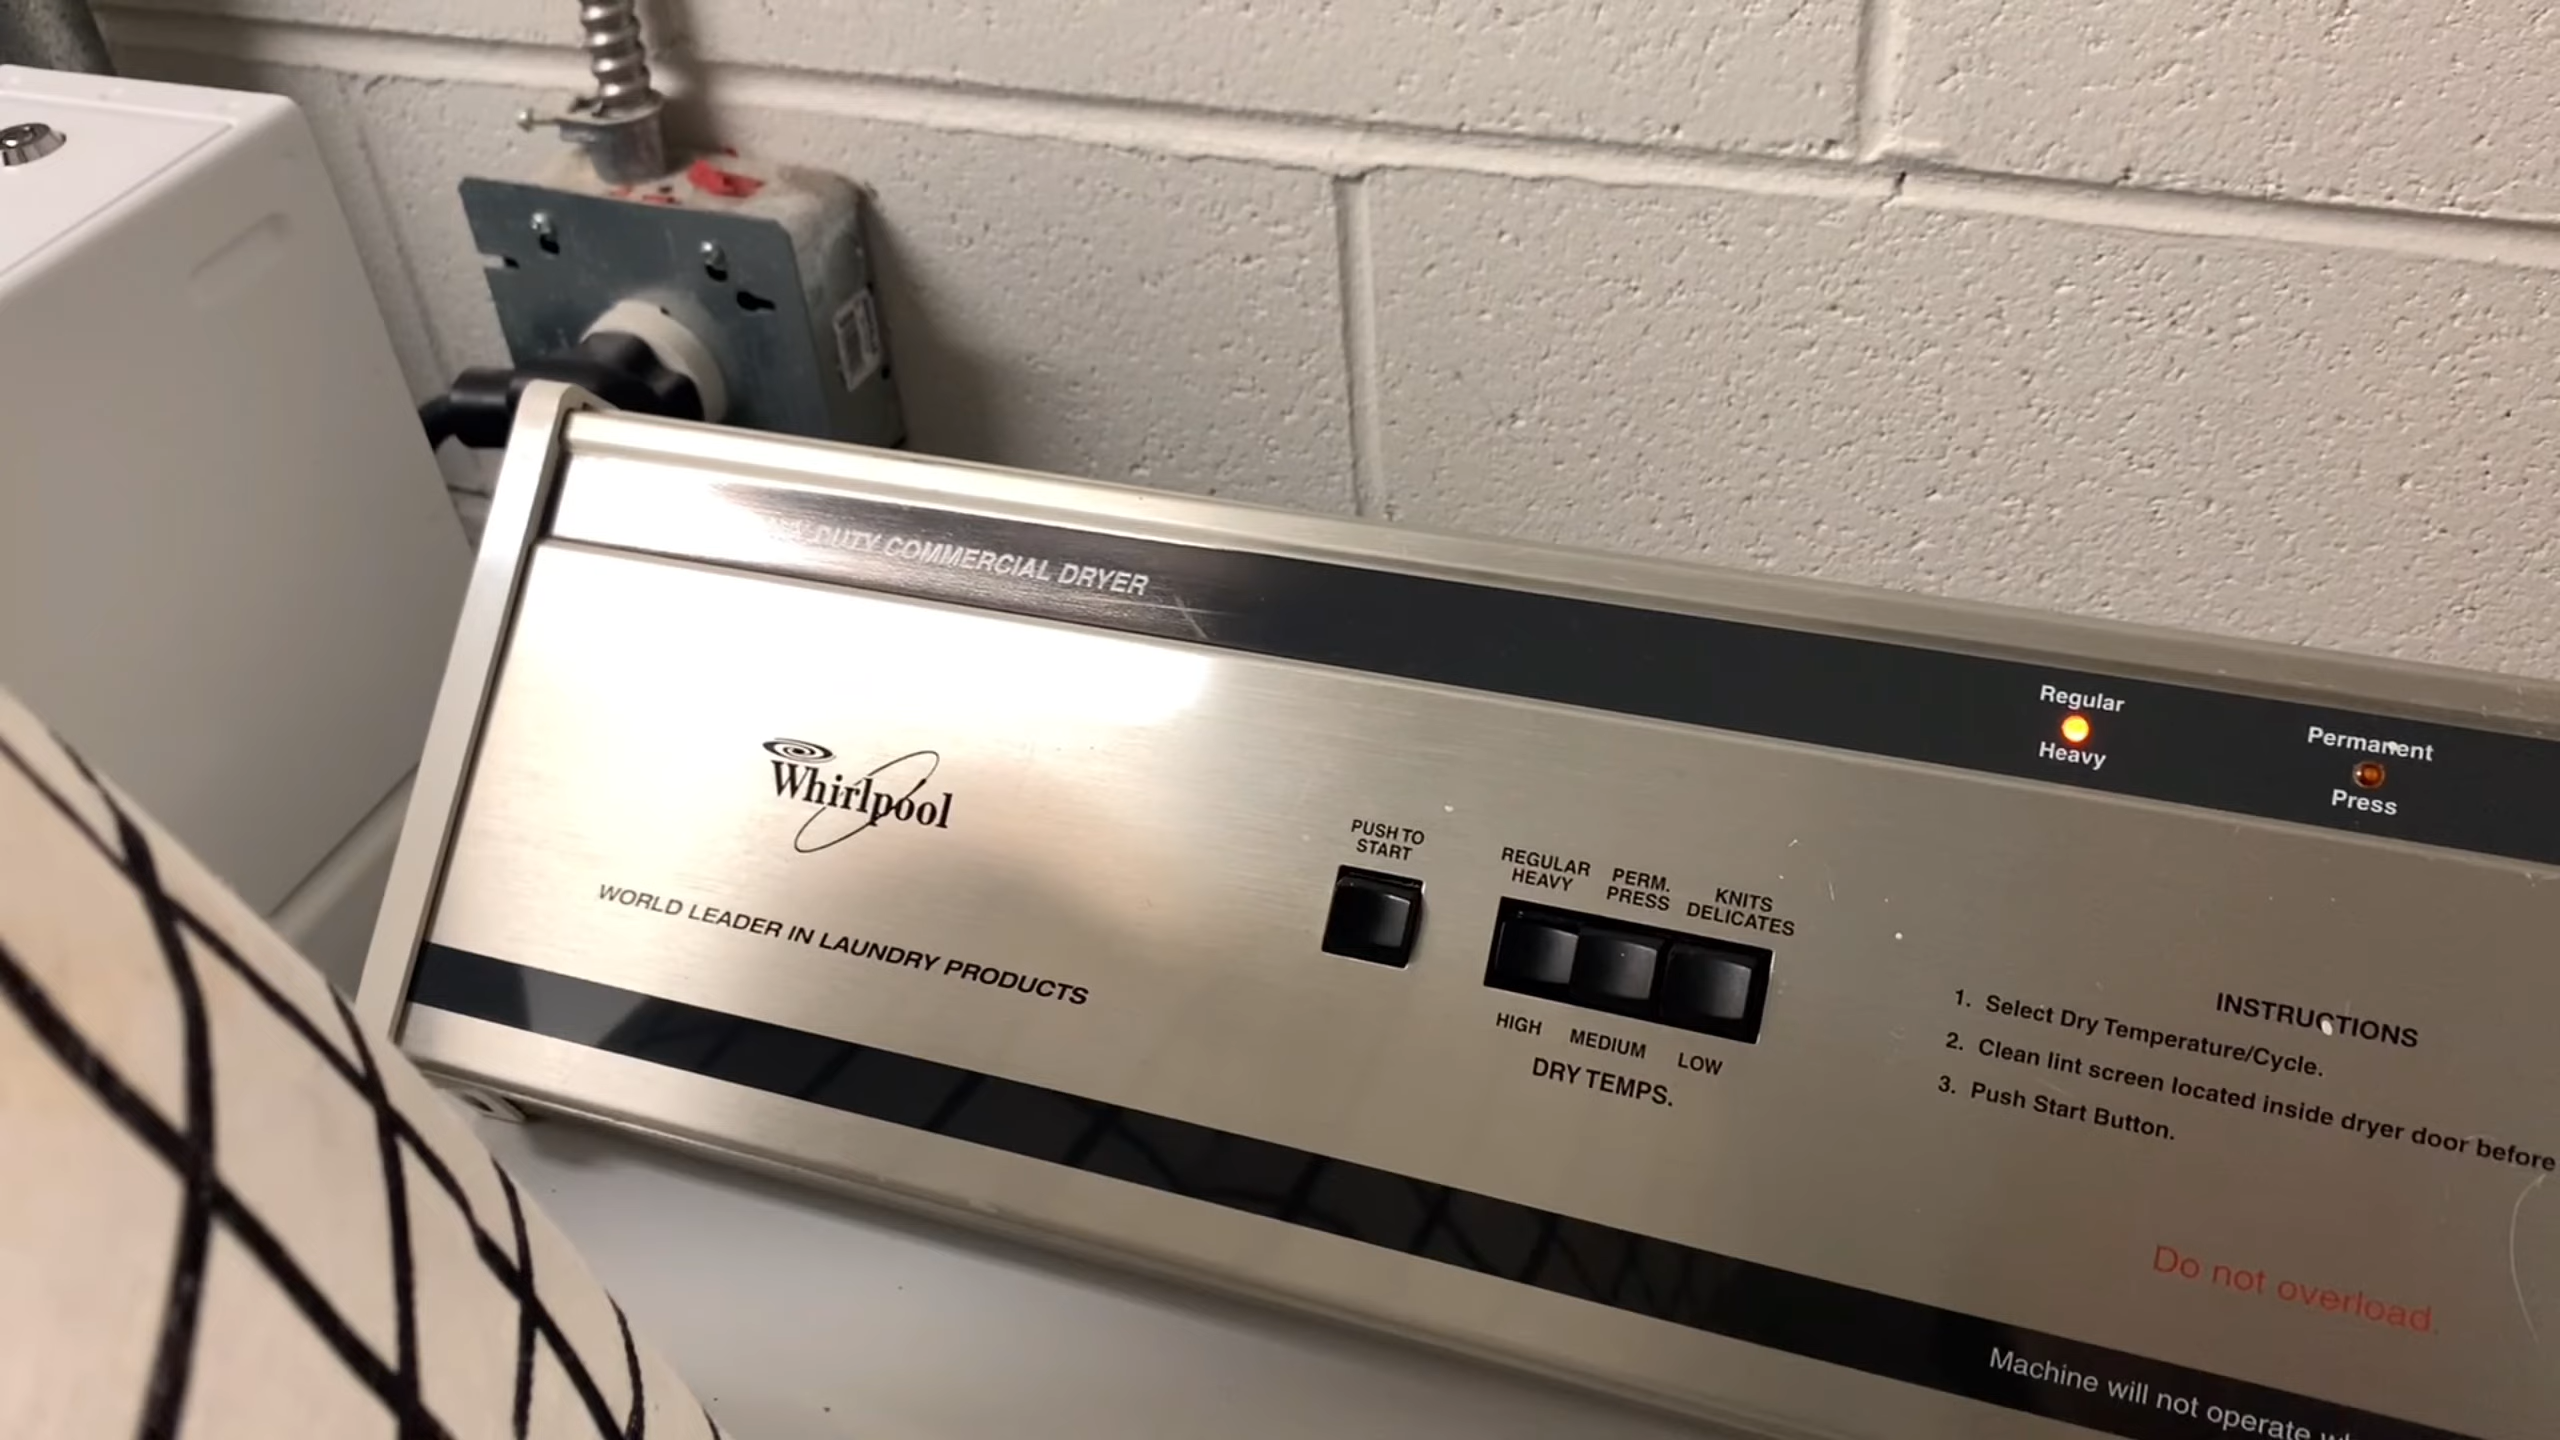 DUTY COMMERCIAL DRYER
Regular
Heavy
Permanent
Press
Whirlpool
WORLD LEADER IN LAUNDRY PRODUCTS
PUSH TO
START
REGULAR
HEAVY
PERM.
PRESS
KNITS
DELICATES
HIGH
MEDIUM
LOW
DRY TEMPS.
INSTRUCTIONS
1. Select Dry Temperature/Cycle.
2. Clean lint screen located inside dryer door before
3. Push Start Button.
Do not overload.
Machine will not operate